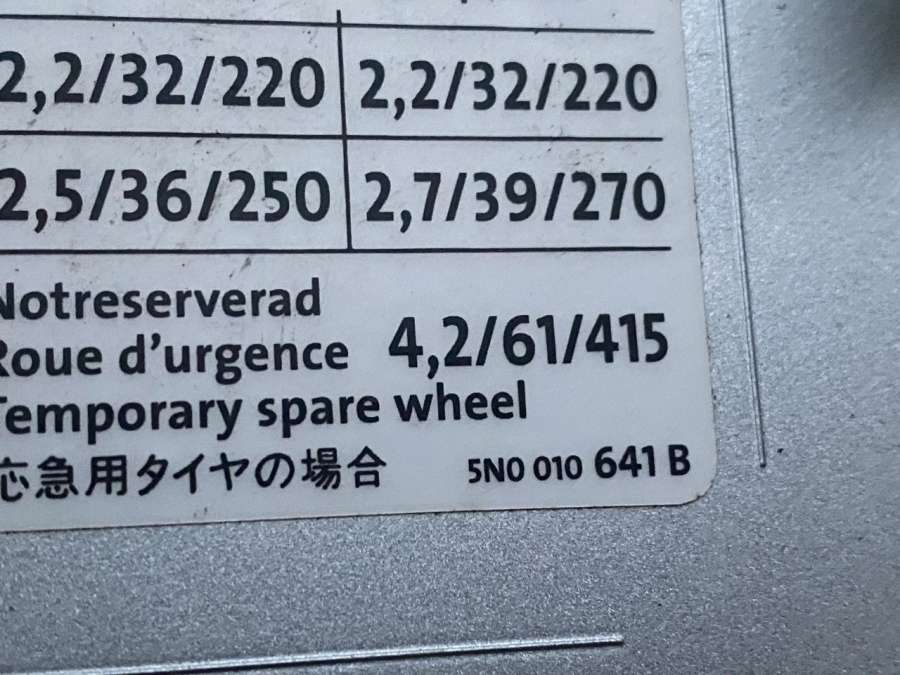 2,2/32/220 2,2/32/220
2,5/36/250 2,7/39/270
Notreserverad
Roue d'urgence 4,2/61/415
Temporary spare wheel
応急用タイヤの場合 5N0 010 641 B